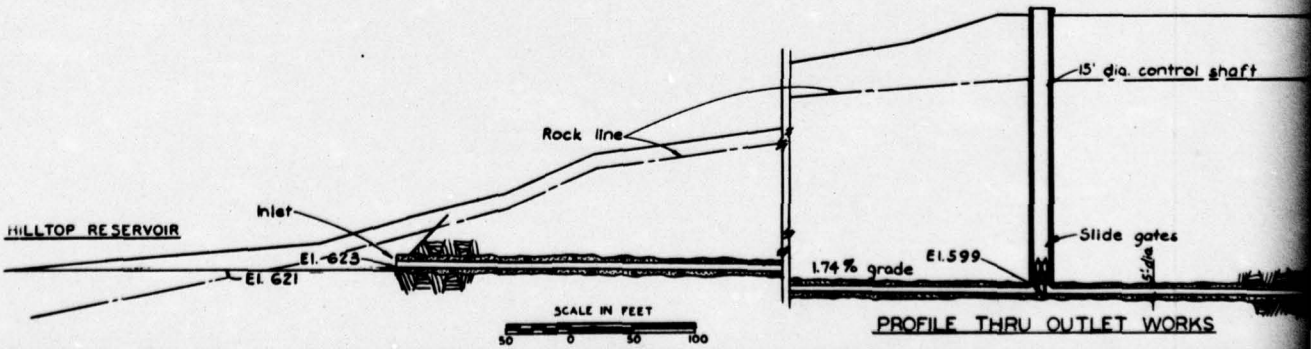 15' dia. control shaft
Rock line
Inlet
HILLTOP RESERVOIR
El. 623
El. 621
Slide gates
El. 599
1.74% grade
SCALE IN FEET
50 0 50 100
PROFILE THRU OUTLET WORKS